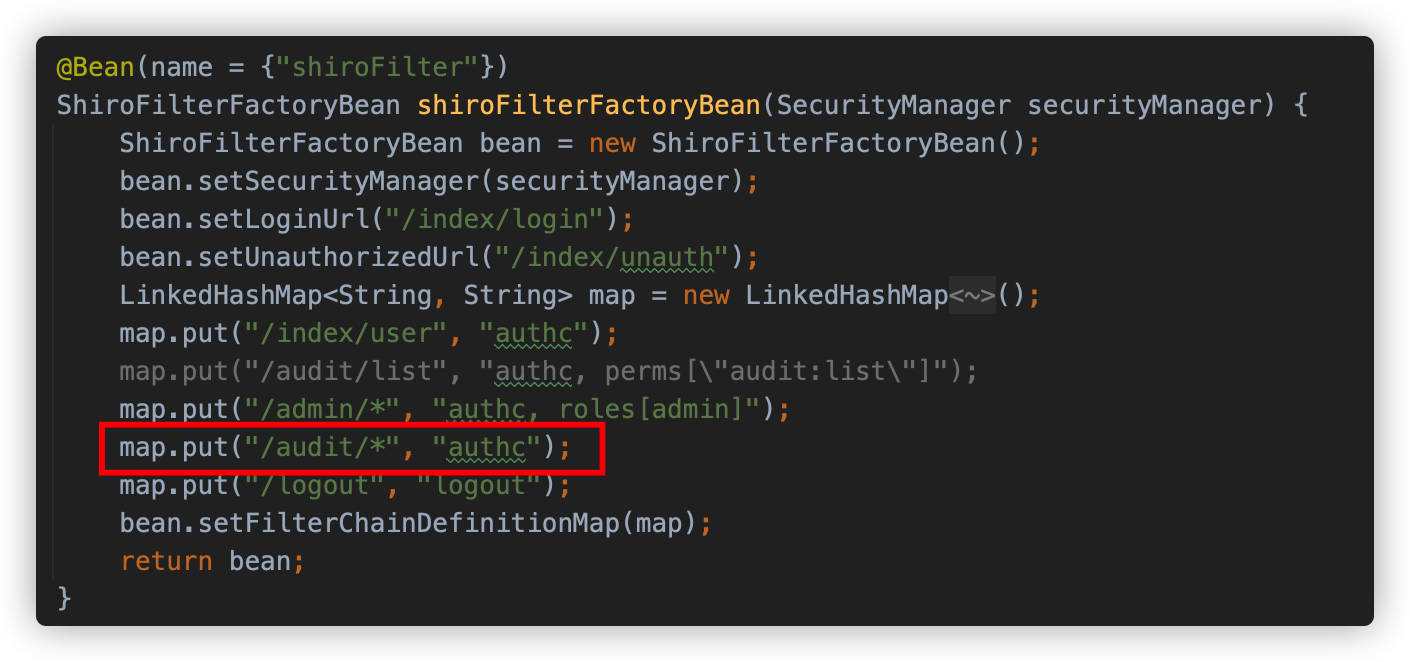 @Bean(name = {"shiroFilter"})
ShiroFilterFactoryBean shiroFilterFactoryBean(SecurityManager securityManager) {
    ShiroFilterFactoryBean bean = new ShiroFilterFactoryBean();
    bean.setSecurityManager(securityManager);
    bean.setLoginUrl("/index/login");
    bean.setUnauthorizedUrl("/index/unauth");
    LinkedHashMap<String, String> map = new LinkedHashMap<~>();
    map.put("/index/user", "authc");
    map.put("/audit/list", "authc, perms[\"audit:list\"]");
    map.put("/admin/*", "authc, roles[admin]");
    map.put("/audit/*", "authc");
    map.put("/logout", "logout");
    bean.setFilterChainDefinitionMap(map);
    return bean;
}